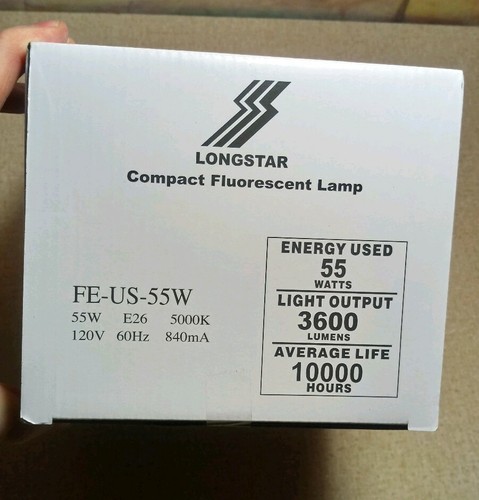 LONGSTAR
Compact Fluorescent Lamp
FE-US-55W
55W E26 5000K
120V 60Hz 840mA
ENERGY USED
55
WATTS
LIGHT OUTPUT
3600
LUMENS
AVERAGE LIFE
10000
HOURS